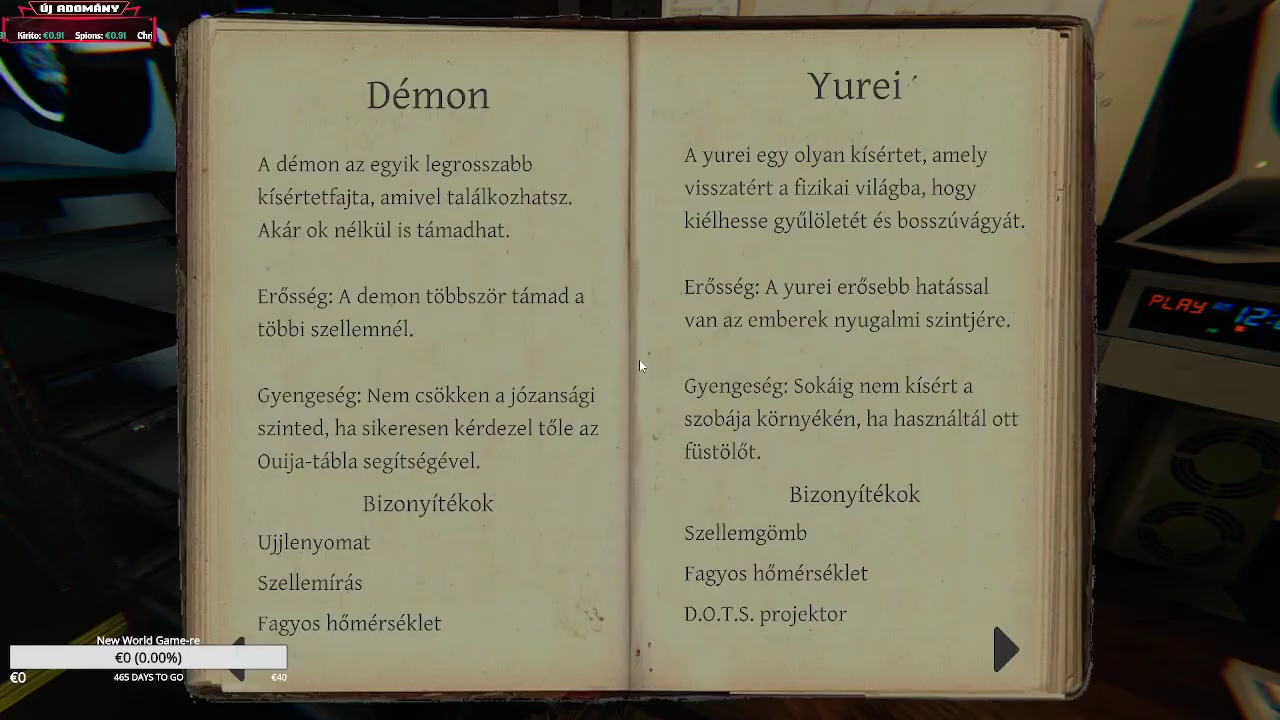 ÚJ ADOMÁNY
Kirito: €0.91 Spions: €0.91
Démon
A démon az egyik legrosszabb
kísértetfajta, amivel találkozhatsz.
Akár ok nélkül is támadhat.
Erősség: A demon többször támad a
többi szellemnél.
Gyengeség: Nem csökken a józansági
szinted, ha sikeresen kérdezel tőle az
Ouija-tábla segítségével.
Bizonyítékok
Ujjlenyomat
Szellemírás
Fagyos hőmérséklet
Yurei
A yurei egy olyan kísértet, amely
visszatért a fizikai világba, hogy
kiélhesse gyűlöletét és bosszúvágyát.
Erősség: A yurei erősebb hatással
van az emberek nyugalmi szintjére.
Gyengeség: Sokáig nem kísért a
szobája környékén, ha használtál ott
füstölőt.
Bizonyítékok
Szellemgömb
Fagyos hőmérséklet
D.O.T.S. projektor
PLAY
New World Game-re
€0 (0.00%)
€0 465 DAYS TO GO €40